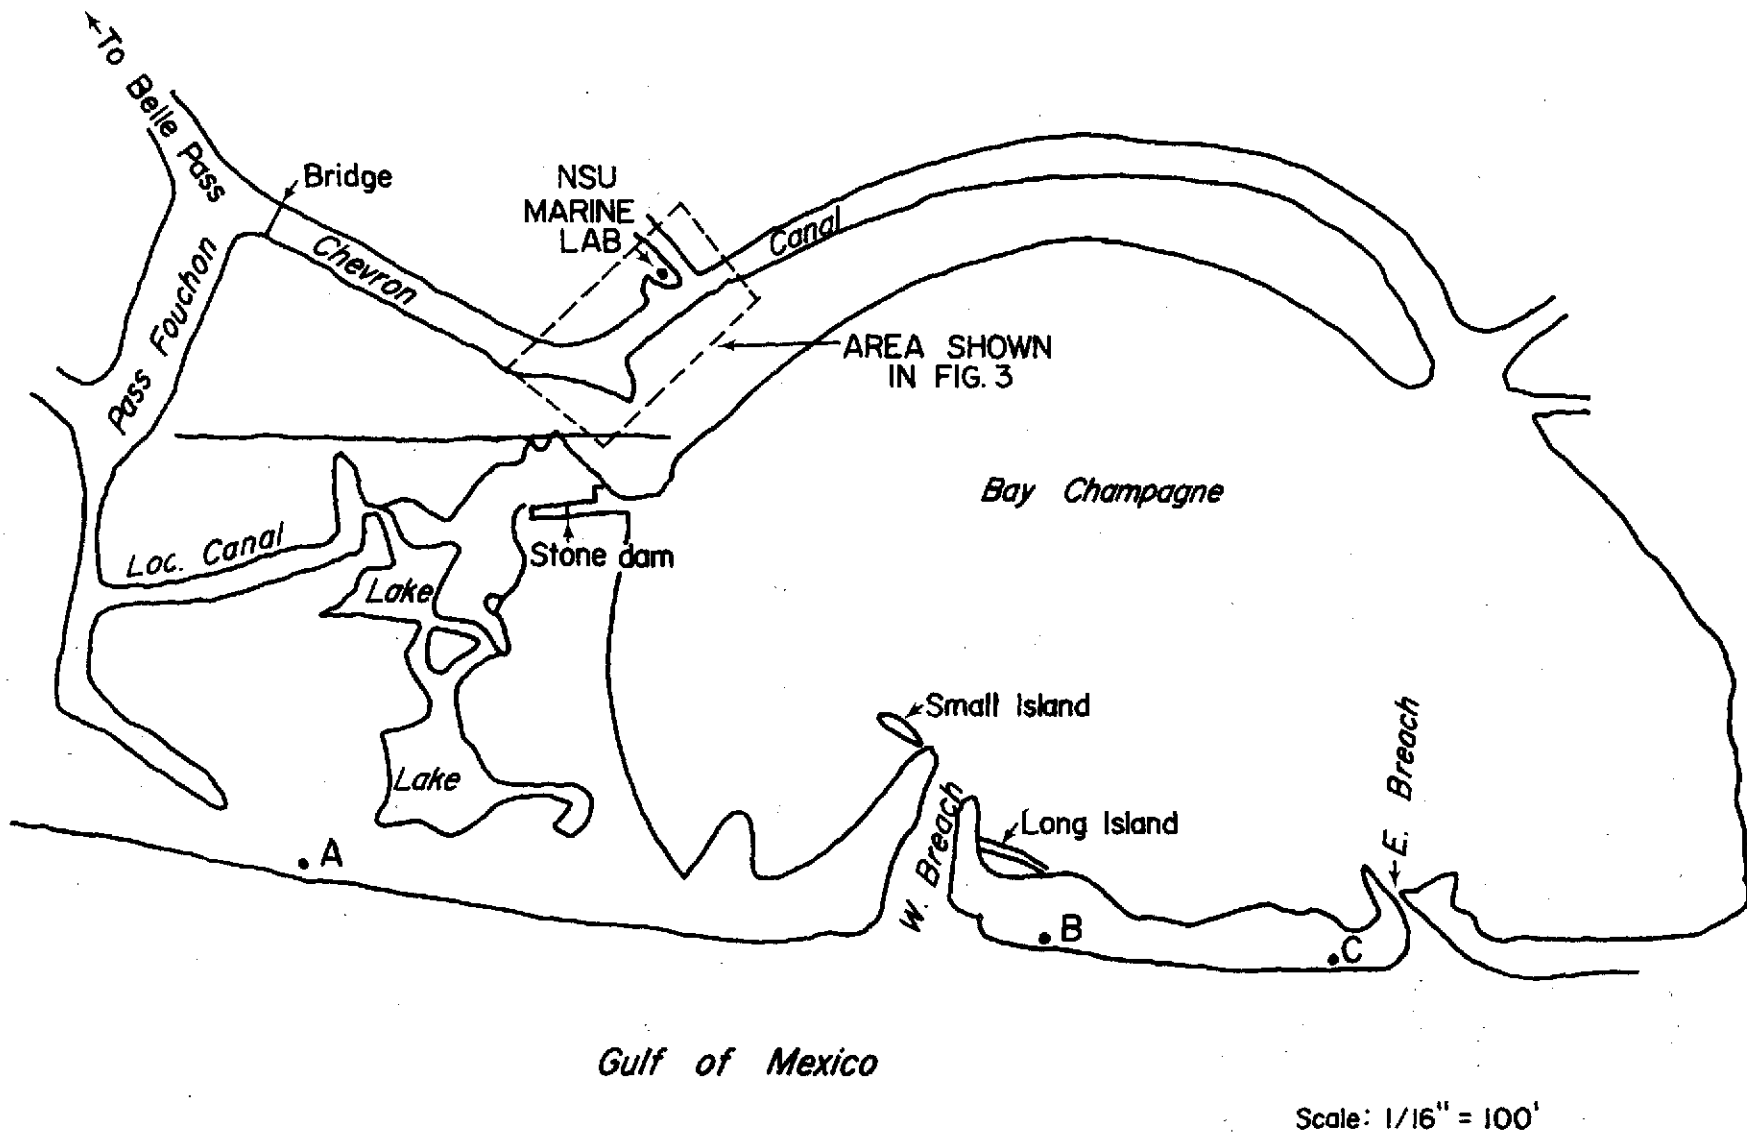 To Belle Pass
Bridge
NSU
MARINE
LAB
Canal
Chevron
Pass Fouchon
AREA SHOWN
IN FIG. 3
Bay Champagne
Loc. Canal
Stone dam
Lake
Small Island
Lake
W. Breach
Long Island
E. Breach
A
B
C
Gulf of Mexico
Scale: 1/16" = 100'